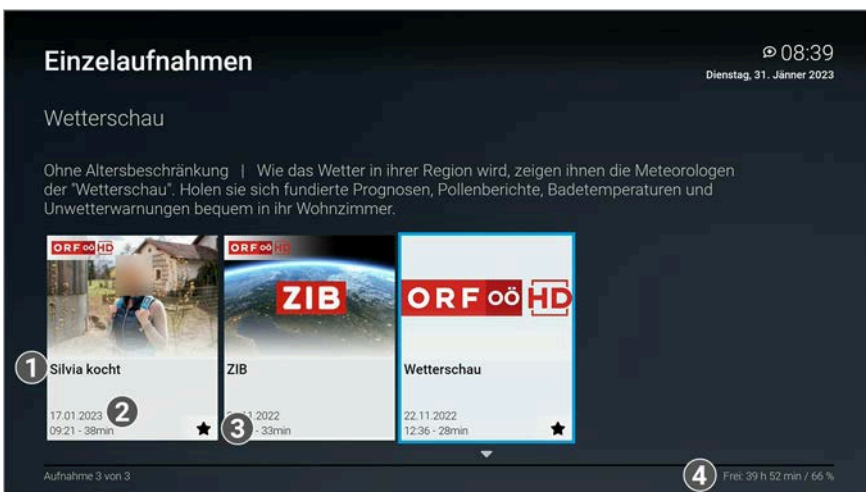 Einzelaufnahmen
08:39
Dienstag, 31. Jänner 2023
Wetterschau
Ohne Altersbeschränkung | Wie das Wetter in ihrer Region wird, zeigen ihnen die Meteorologen
der "Wetterschau". Holen sie sich fundierte Prognosen, Pollenberichte, Badetemperaturen und
Unwetterwarnungen bequem in ihr Wohnzimmer.
ORF oö HD
ORF oö HD
ZIB
ORF oö HD
1 Silvia kocht
ZIB
Wetterschau
17.01.2023 2
09:21 - 38min
.2022
3 - 33min
22.11.2022
12:36 - 28min
Aufnahme 3 von 3
4 Frei: 39 h 52 min / 66 %